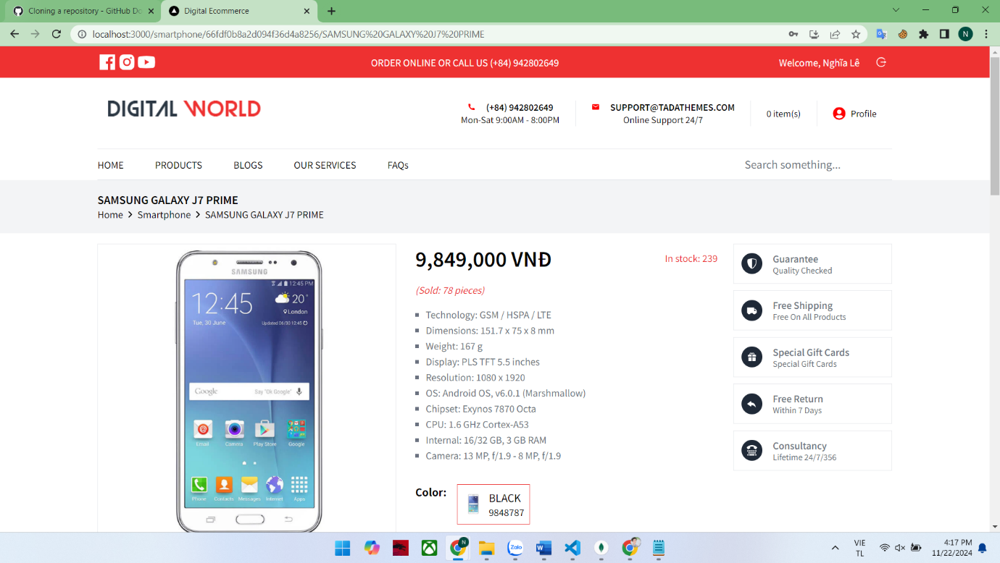 Cloning a repository - GitHub Do
Digital Ecommerce
localhost:3000/smartphone/66fdf0b8a2d094f36d4a8256/SAMSUNG%20GALAXY%20J7%20PRIME
N
ORDER ONLINE OR CALL US (+84) 942802649
Welcome, Nghĩa Lê
DIGITAL WORLD
(+84) 942802649
Mon-Sat 9:00AM - 8:00PM
SUPPORT@TADATHEMES.COM
Online Support 24/7
0 item(s)
Profile
HOME
PRODUCTS
BLOGS
OUR SERVICES
FAQs
Search something...
SAMSUNG GALAXY J7 PRIME
Home > Smartphone > SAMSUNG GALAXY J7 PRIME
SAMSUNG
12:45 PM
12:45
20°
London
Tue, 30 June
Updated 06/30 12:45
Google
Say "Ok Google"
Email
Camera
Play Store
Google
Phone
Contacts
Messages
Internet
Apps
9,849,000 VNĐ
In stock: 239
(Sold: 78 pieces)
Technology: GSM / HSPA / LTE
Dimensions: 151.7 x 75 x 8 mm
Weight: 167 g
Display: PLS TFT 5.5 inches
Resolution: 1080 x 1920
OS: Android OS, v6.0.1 (Marshmallow)
Chipset: Exynos 7870 Octa
CPU: 1.6 GHz Cortex-A53
Internal: 16/32 GB, 3 GB RAM
Camera: 13 MP, f/1.9 - 8 MP, f/1.9
Color:
BLACK
9848787
Guarantee
Quality Checked
Free Shipping
Free On All Products
Special Gift Cards
Special Gift Cards
Free Return
Within 7 Days
Consultancy
Lifetime 24/7/356
N
Zalo
W
VIE
TL
4:17 PM
11/22/2024